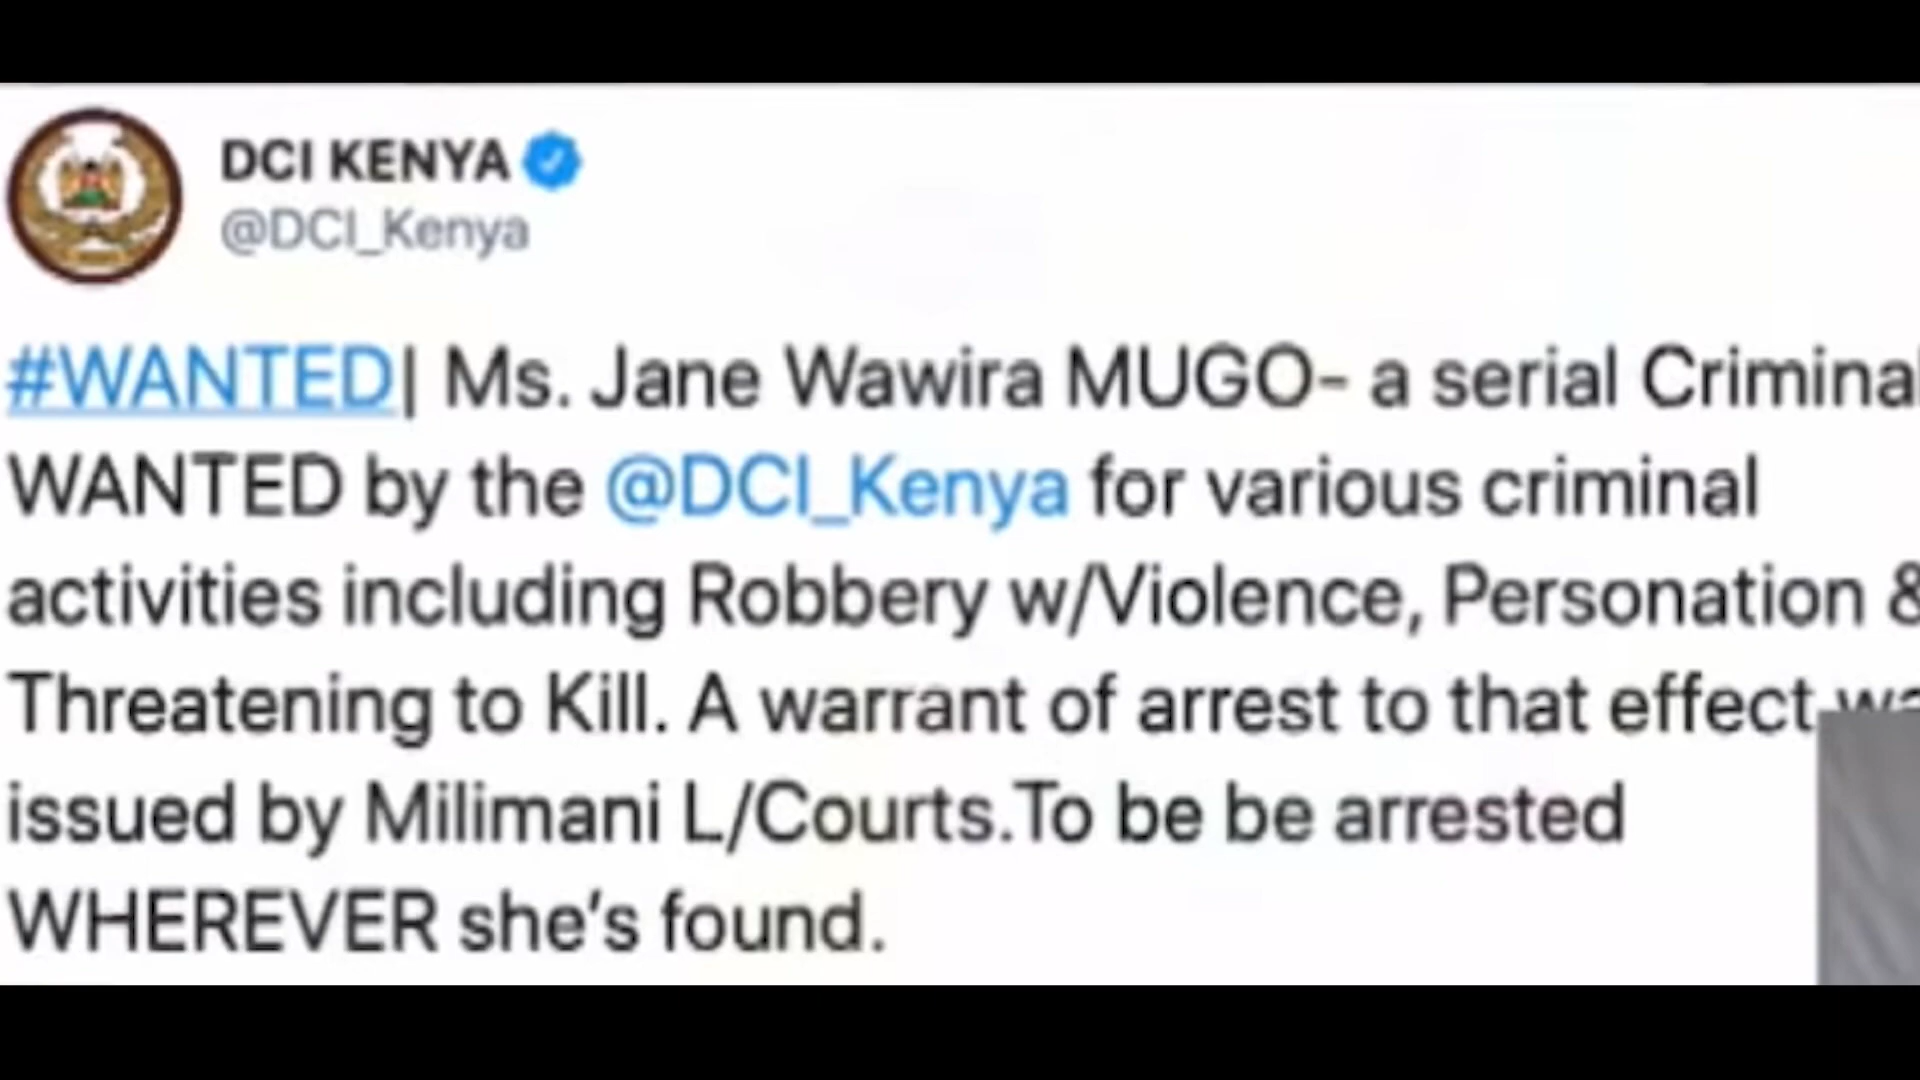 DCI KENYA
@DCI_Kenya
#WANTED| Ms. Jane Wawira MUGO- a serial Criminal
WANTED by the @DCI_Kenya for various criminal
activities including Robbery w/Violence, Personation &
Threatening to Kill. A warrant of arrest to that effect
issued by Milimani L/Courts.To be be arrested
WHEREVER she's found.